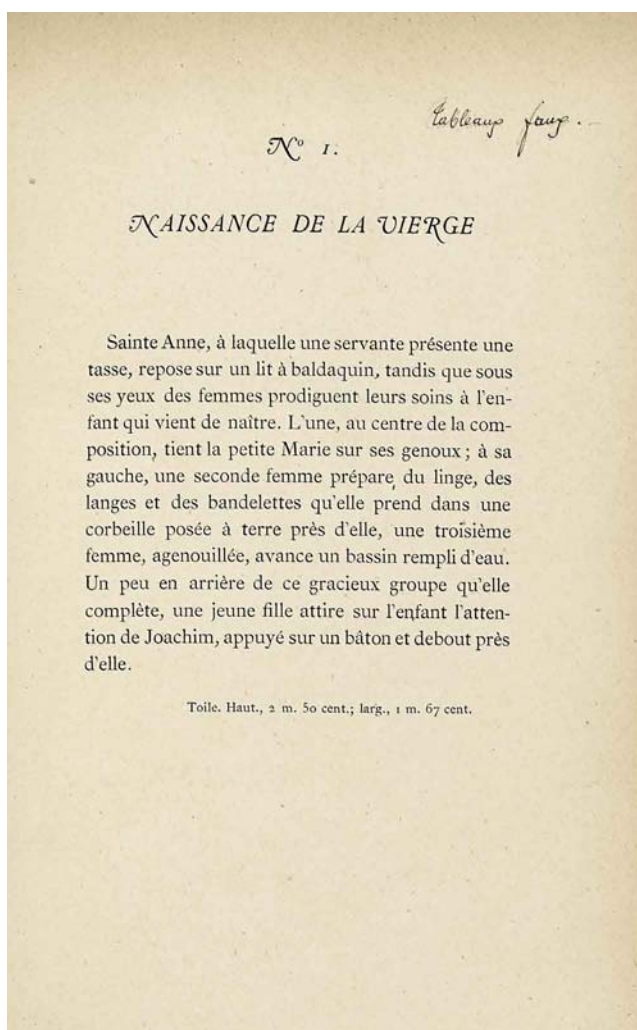 Tableaux faux.
Nº 1.
NAISSANCE DE LA VIERGE
Sainte Anne, à laquelle une servante présente une
tasse, repose sur un lit à baldaquin, tandis que sous
ses yeux des femmes prodiguent leurs soins à l'en-
fant qui vient de naître. L'une, au centre de la com-
position, tient la petite Marie sur ses genoux ; à sa
gauche, une seconde femme prépare du linge, des
langes et des bandelettes qu'elle prend dans une
corbeille posée à terre près d'elle, une troisième
femme, agenouillée, avance un bassin rempli d'eau.
Un peu en arrière de ce gracieux groupe qu'elle
complète, une jeune fille attire sur l'enfant l'atten-
tion de Joachim, appuyé sur un bâton et debout près
d'elle.
Toile. Haut., 2 m. 50 cent.; larg., 1 m. 67 cent.